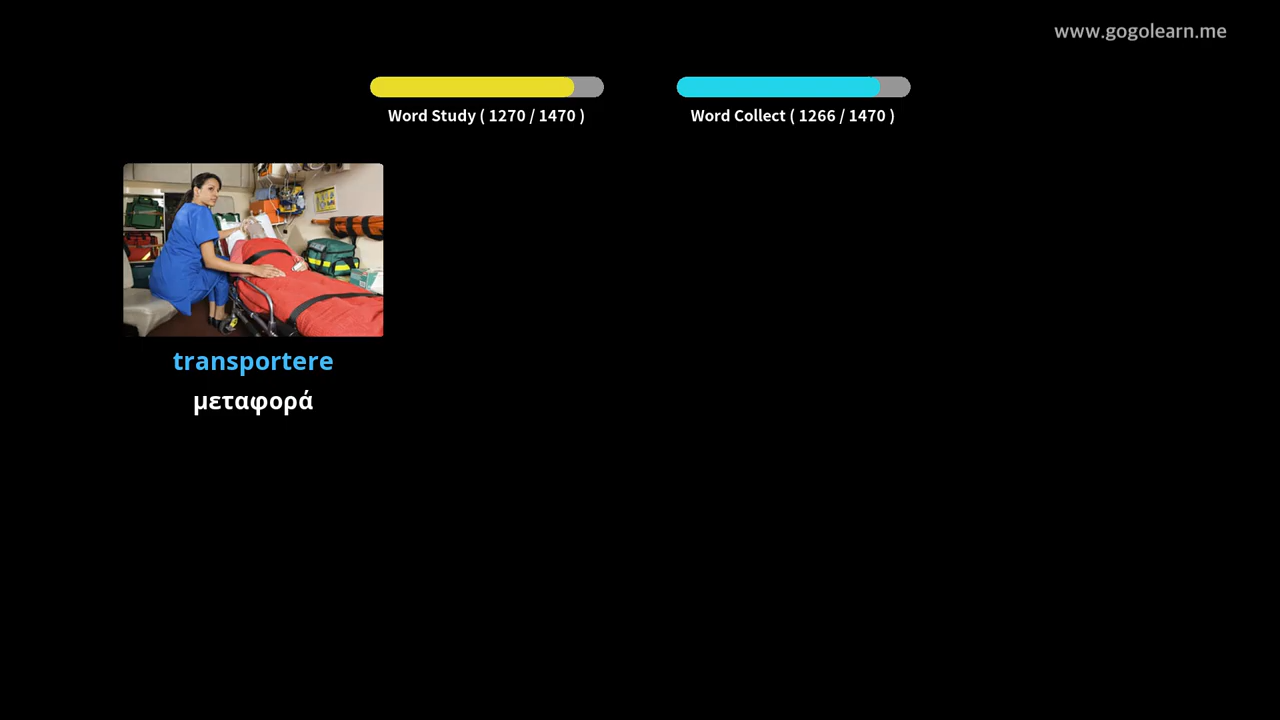 www.gogolearn.me
Word Study ( 1270 / 1470 )
Word Collect ( 1266 / 1470 )
transportere
μεταφορά